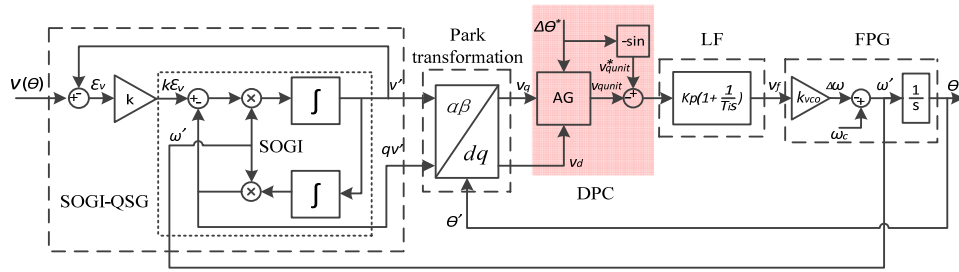 Park
transformation
Δθ*
-sin
LF
FPG
V(θ)
+
-
εv
k
kεv
+
-
×
∫
v'
αβ
dq
vq
AG
v*qunit
vqunit
-
+
Kp(1+ 1/Tis)
vf
kvco
Δω
+
+
ω'
1/s
θ'
ω'
SOGI
qv'
×
∫
vd
ωc
DPC
SOGI-QSG
θ'